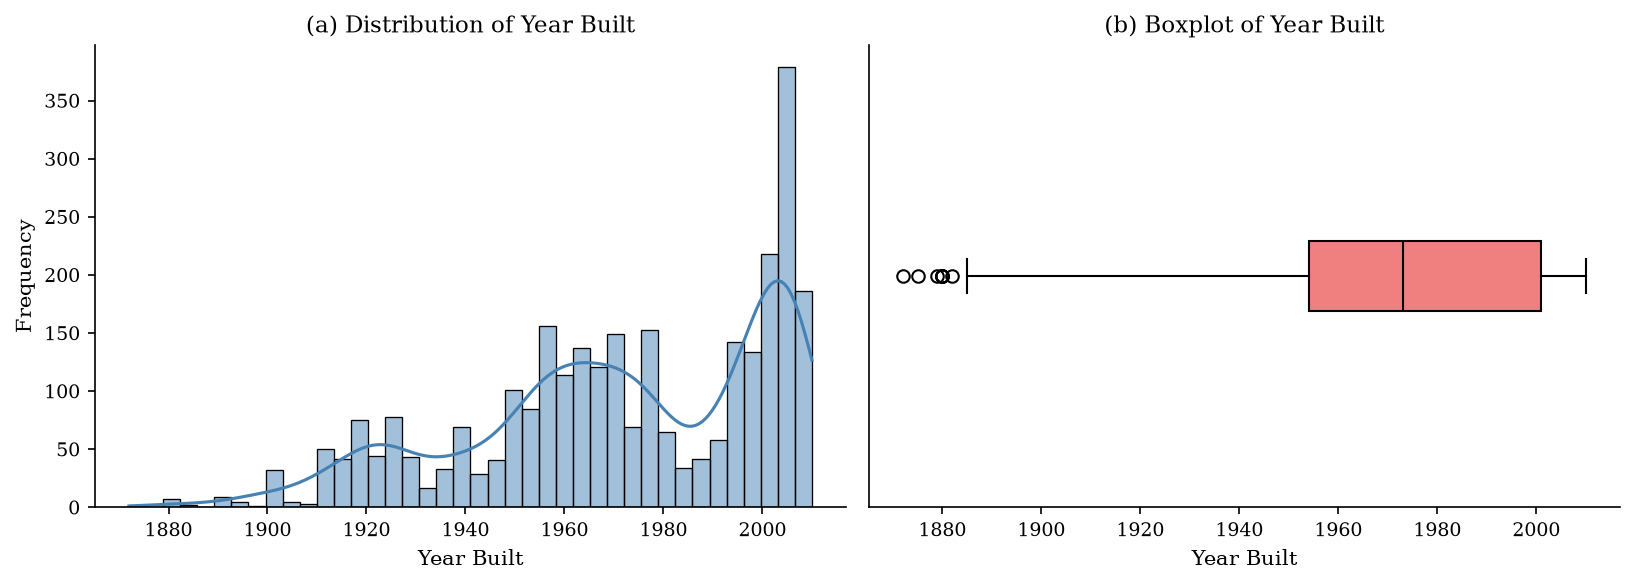 (a) Distribution of Year Built
Frequency
350
300
250
200
150
100
50
0
1880 1900 1920 1940 1960 1980 2000
Year Built
(b) Boxplot of Year Built
1880 1900 1920 1940 1960 1980 2000
Year Built